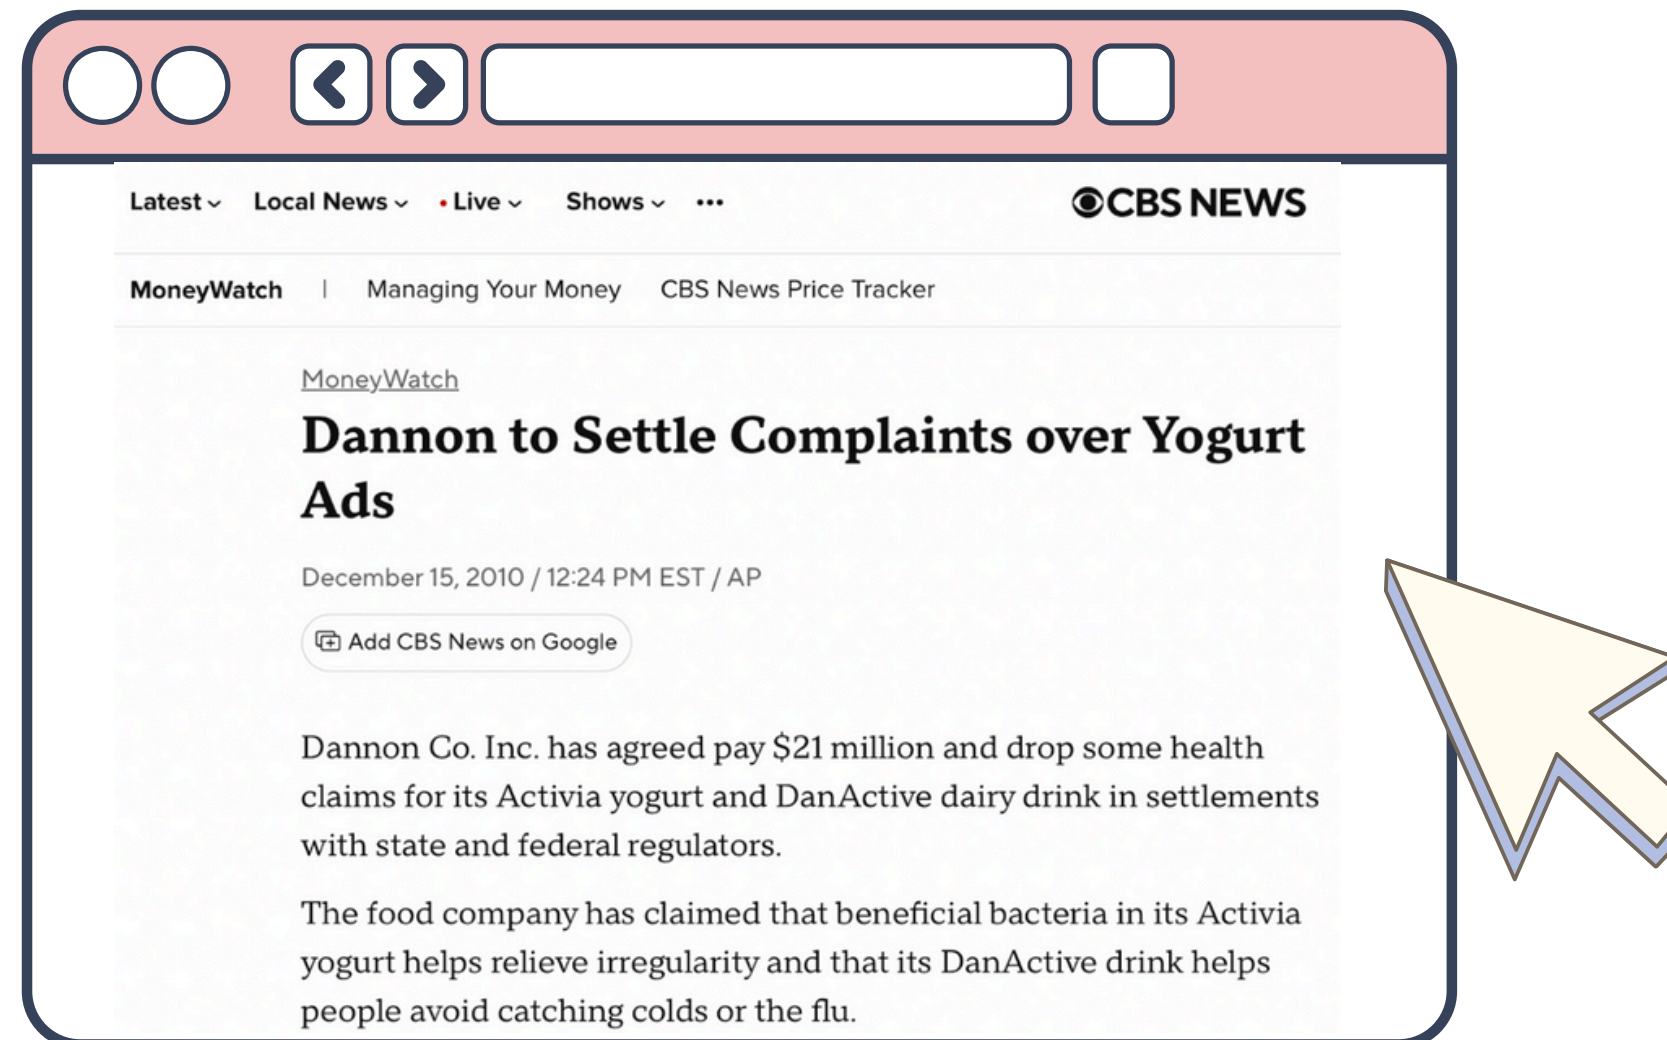 Latest Local News Live Shows ... CBS NEWS
MoneyWatch | Managing Your Money CBS News Price Tracker
MoneyWatch
Dannon to Settle Complaints over Yogurt
Ads
December 15, 2010 / 12:24 PM EST / AP
Add CBS News on Google
Dannon Co. Inc. has agreed pay $21 million and drop some health
claims for its Activia yogurt and DanActive dairy drink in settlements
with state and federal regulators.
The food company has claimed that beneficial bacteria in its Activia
yogurt helps relieve irregularity and that its DanActive drink helps
people avoid catching colds or the flu.